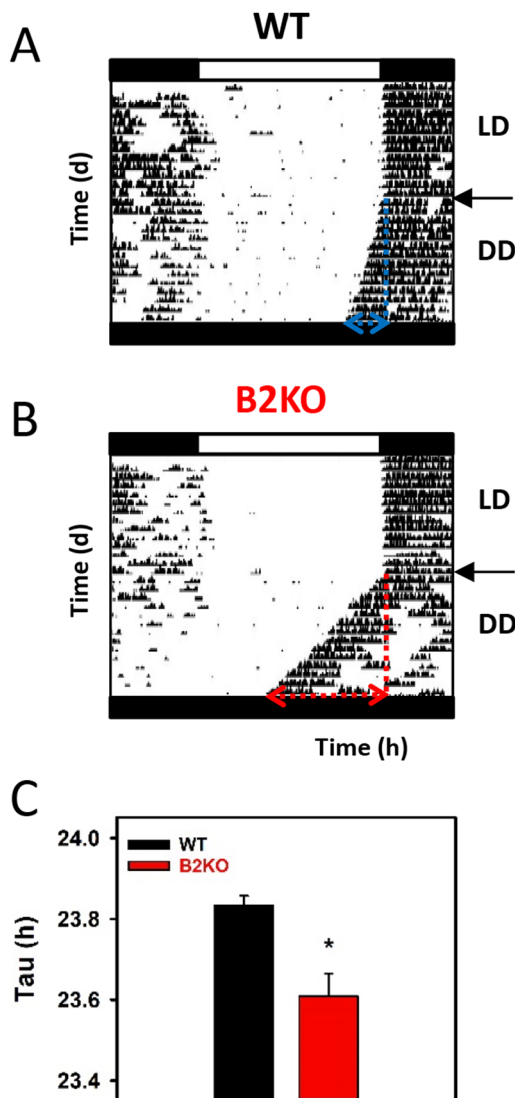 A
WT
Time (d)
LD
DD
B
B2KO
Time (d)
LD
DD
Time (h)
C
Tau (h)
24.0
23.8
23.6
23.4
WT
B2KO
*